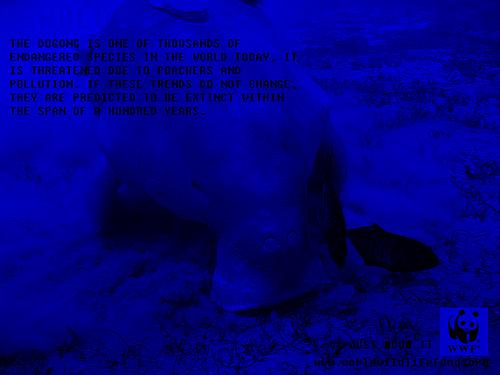 THE DUGONG IS ONE OF THOUSANDS OF
ENDANGERED SPECIES IN THE WORLD TODAY. IT
IS THREATENED DUE TO POACHERS AND
POLLUTION. IF THESE TRENDS DO NOT CHANGE,
THEY ARE PREDICTED TO BE EXTINCT WITHIN
THE SPAN OF A HUNDRED YEARS.
WWF